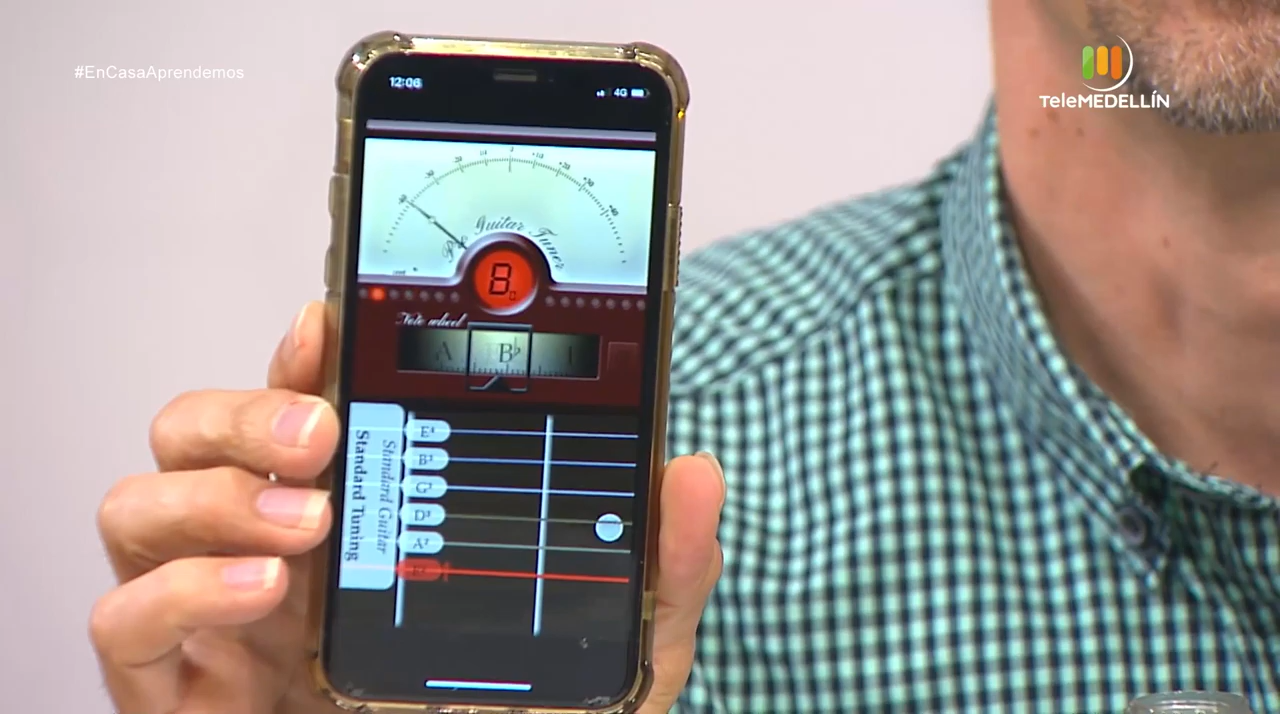 #EnCasaAprendemos
TeleMEDELLÍN
12:06
4G
Guitar Tuner
Note wheel
A
B♭
Standard Guitar
Standard Tuning
E4
B3
G3
D3
A2